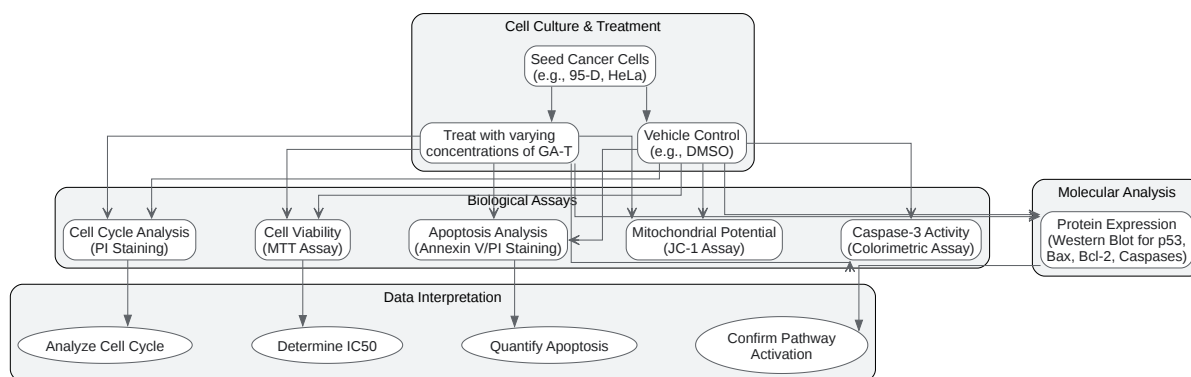 Cell Culture & Treatment
Seed Cancer Cells
(e.g., 95-D, HeLa)
Treat with varying
concentrations of GA-T
Vehicle Control
(e.g., DMSO)
Biological Assays
Cell Cycle Analysis
(PI Staining)
Cell Viability
(MTT Assay)
Apoptosis Analysis
(Annexin V/PI Staining)
Mitochondrial Potential
(JC-1 Assay)
Caspase-3 Activity
(Colorimetric Assay)
Molecular Analysis
Protein Expression
(Western Blot for p53,
Bax, Bcl-2, Caspases)
Data Interpretation
Analyze Cell Cycle
Determine IC50
Quantify Apoptosis
Confirm Pathway
Activation